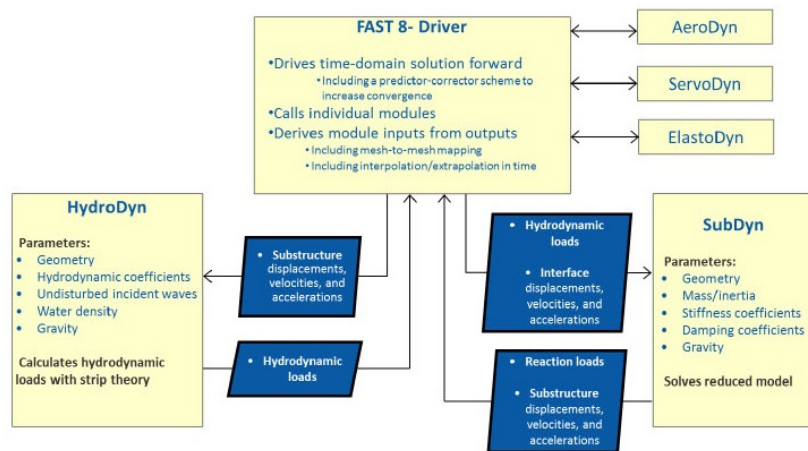 FAST 8- Driver
•Drives time-domain solution forward
•Including a predictor-corrector scheme to
increase convergence
•Calls individual modules
•Derives module inputs from outputs
•Including mesh-to-mesh mapping
•Including interpolation/extrapolation in time
AeroDyn
ServoDyn
ElastoDyn
HydroDyn
Parameters:
• Geometry
• Hydrodynamic coefficients
• Undisturbed incident waves
• Water density
• Gravity
Calculates hydrodynamic
loads with strip theory
• Substructure
displacements,
velocities, and
accelerations
• Hydrodynamic
loads
• Hydrodynamic
loads
• Interface
displacements,
velocities, and
accelerations
• Reaction loads
• Substructure
displacements,
velocities, and
accelerations
SubDyn
Parameters:
• Geometry
• Mass/inertia
• Stiffness coefficients
• Damping coefficients
• Gravity
Solves reduced model